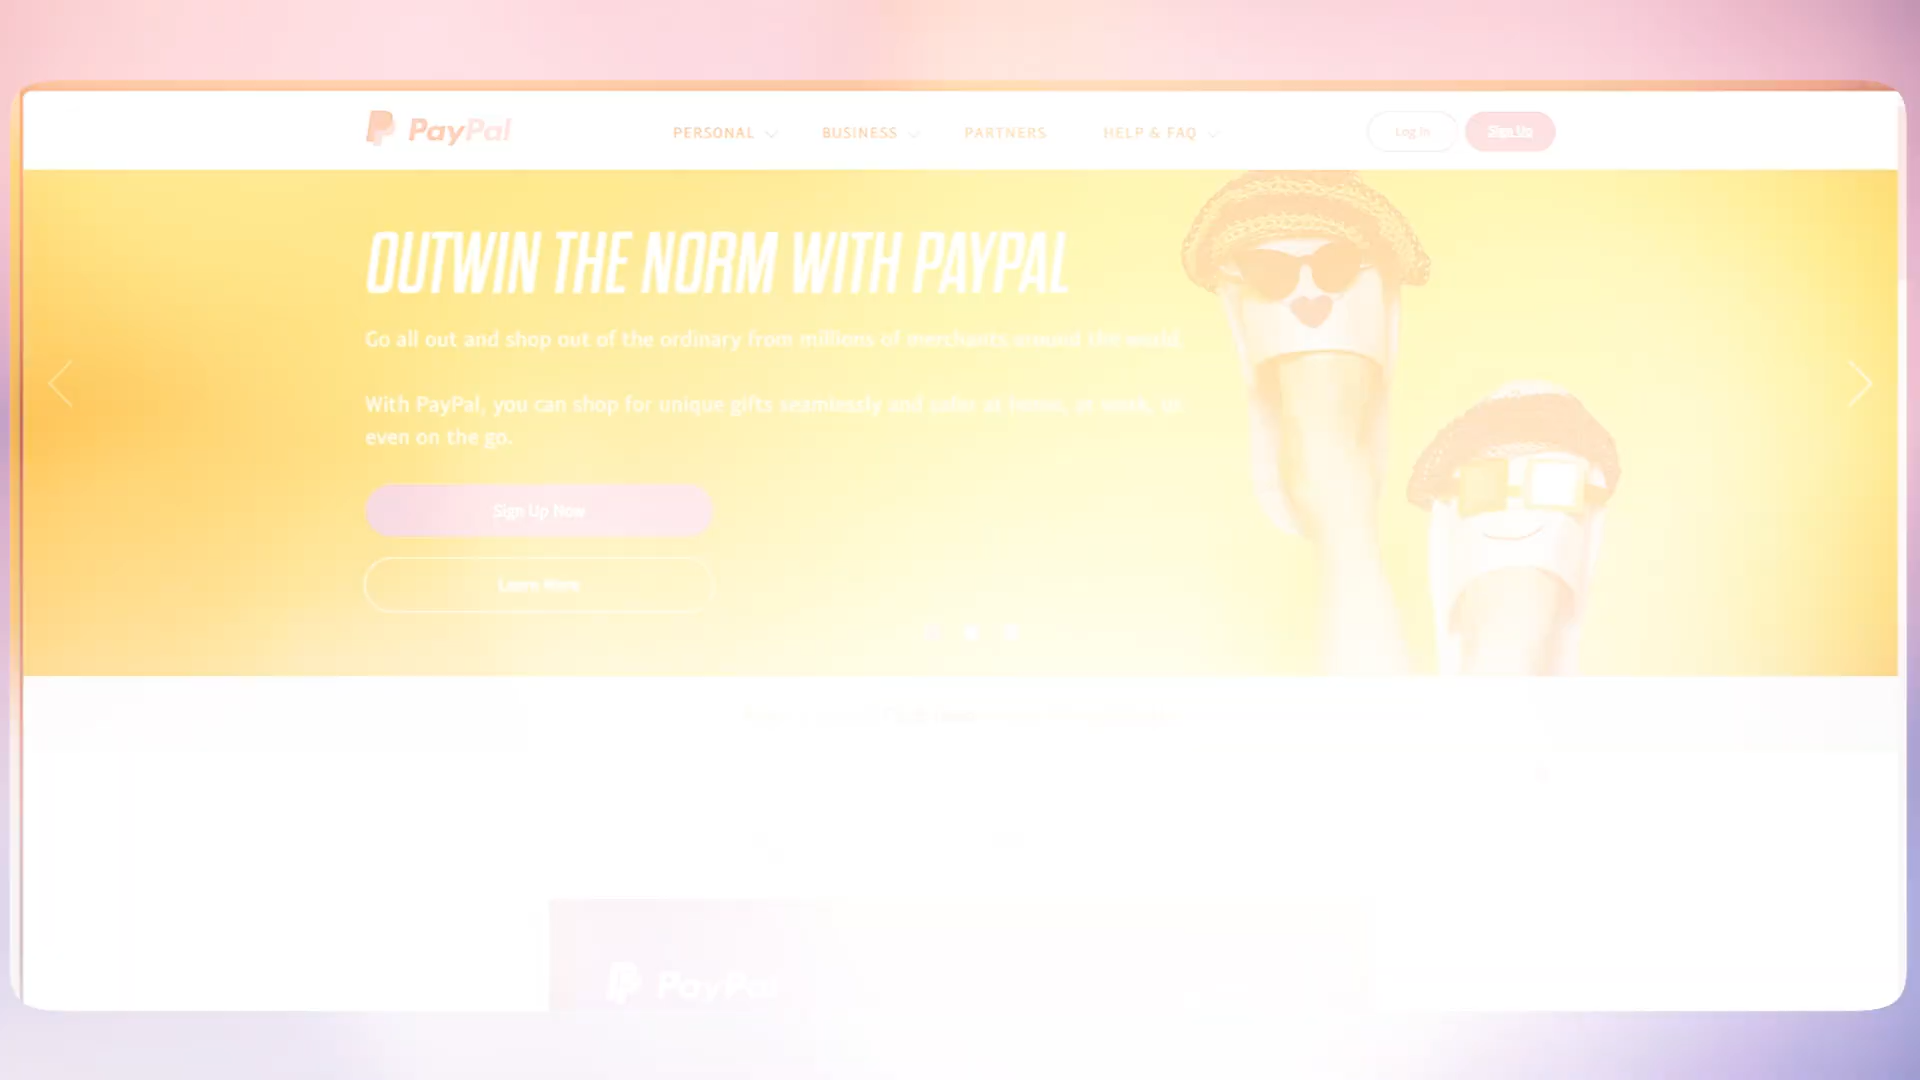 PayPal
PERSONAL
BUSINESS
PARTNERS
HELP & FAQ
Log In
Sign Up
OUTWIN THE NORM WITH PAYPAL
Go all out and shop out of the ordinary from millions of merchants around the world.
With PayPal, you can shop for unique gifts seamlessly and safer at home, at work, or
even on the go.
Sign Up Now
Learn More
PayPal